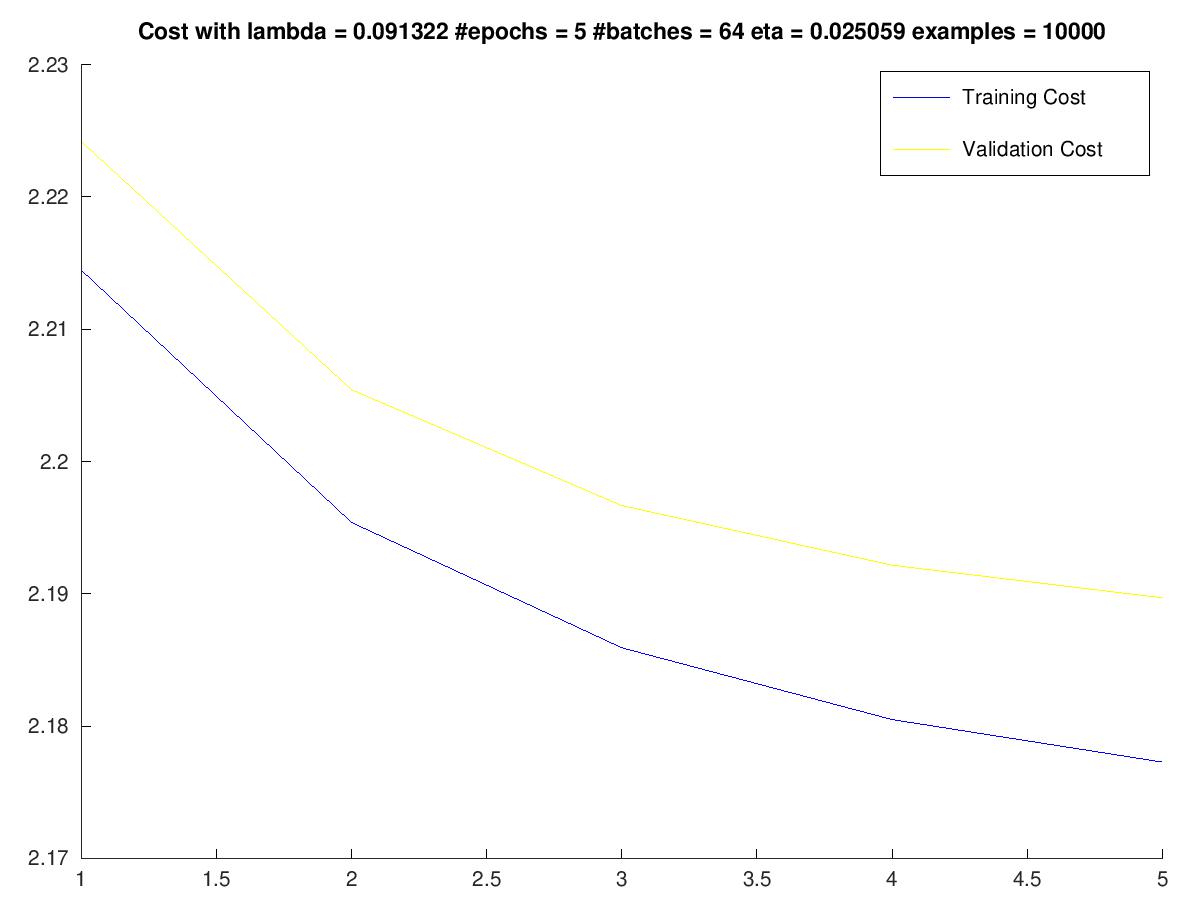 Cost with lambda = 0.091322 #epochs = 5 #batches = 64 eta = 0.025059 examples = 10000
2.23
Training Cost
Validation Cost
2.22
2.21
2.2
2.19
2.18
2.17
1 1.5 2 2.5 3 3.5 4 4.5 5